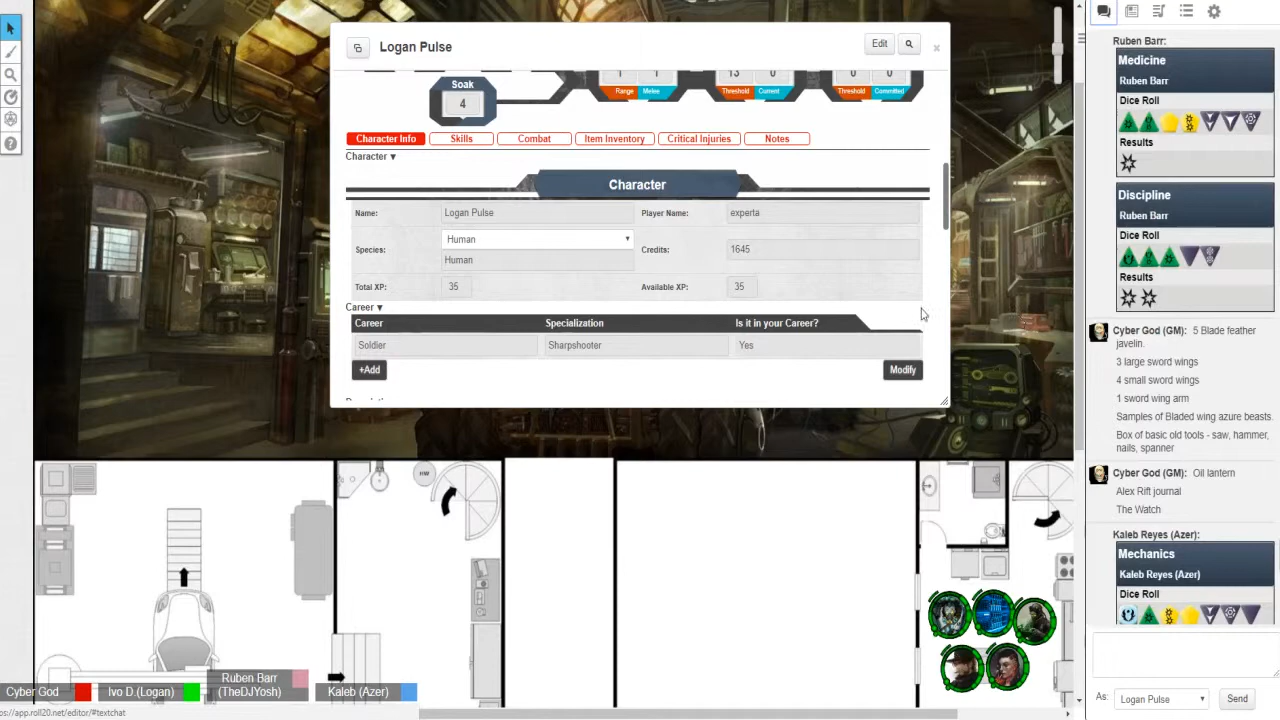 Logan Pulse
Edit
Soak
4
1 1
Range Melee
13 0
Threshold Current
0 0
Threshold Committed
Character Info Skills Combat Item Inventory Critical Injuries Notes
Character ▾
Character
Name: Logan Pulse Player Name: experta
Species: Human Credits: 1645
Human
Total XP: 35 Available XP: 35
Career ▾
Career Specialization Is it in your Career?
Soldier Sharpshooter Yes
+Add Modify
HW
Cyber God
Ivo D.(Logan)
Ruben Barr
(TheDJYosh)
Kaleb (Azer)
ps://app.roll20.net/editor/#textchat
Ruben Barr:
Medicine
Ruben Barr
Dice Roll
Results
Discipline
Ruben Barr
Dice Roll
Results
Cyber God (GM): 5 Blade feather
javelin.
3 large sword wings
4 small sword wings
1 sword wing arm
Samples of Bladed wing azure beasts.
Box of basic old tools - saw, hammer,
nails, spanner
Cyber God (GM): Oil lantern
Alex Rift journal
The Watch
Kaleb Reyes (Azer):
Mechanics
Kaleb Reyes (Azer)
Dice Roll
As: Logan Pulse Send